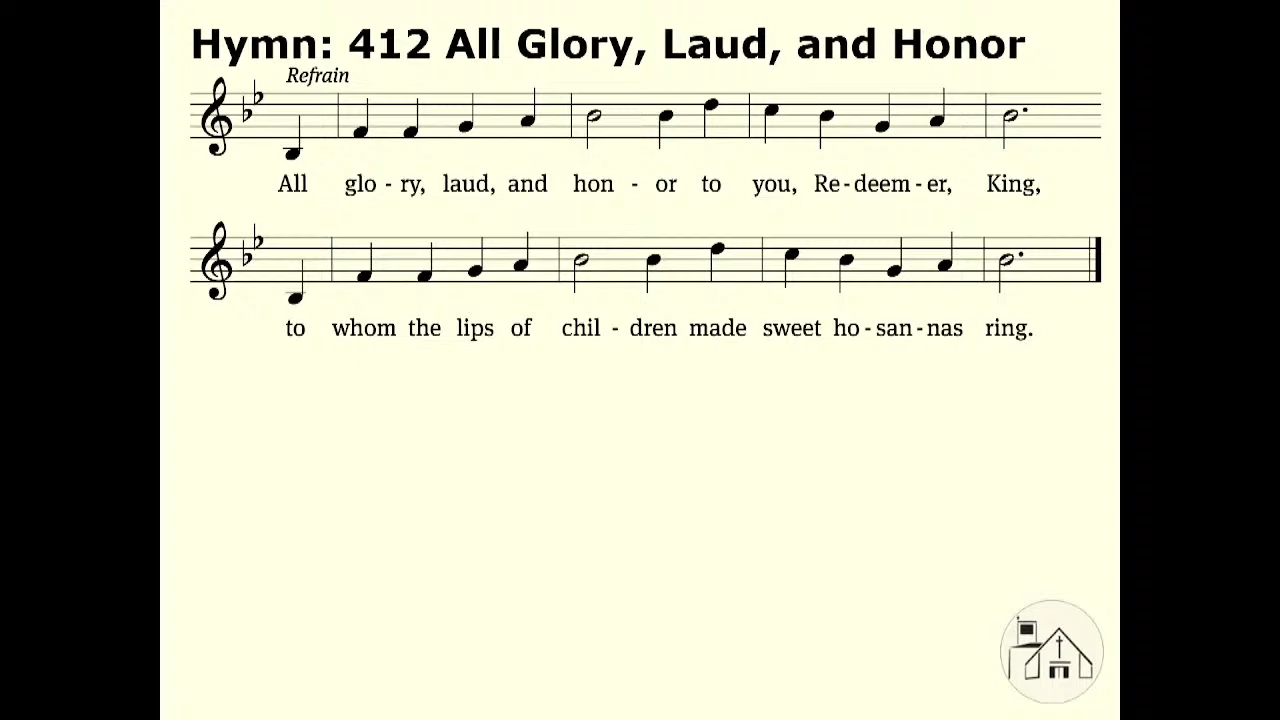 Hymn: 412 All Glory, Laud, and Honor
Refrain
All glo - ry, laud, and hon - or to you, Re - deem - er, King,
to whom the lips of chil - dren made sweet ho - san - nas ring.